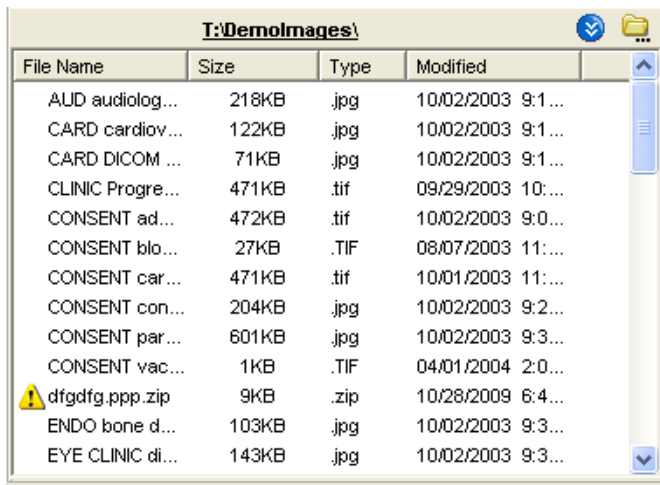 T:\DemoImages\
File Name Size Type Modified
AUD audiolog... 218KB .jpg 10/02/2003 9:1...
CARD cardiov... 122KB .jpg 10/02/2003 9:1...
CARD DICOM ... 71KB .jpg 10/02/2003 9:1...
CLINIC Progre... 471KB .tif 09/29/2003 10:...
CONSENT ad... 472KB .tif 10/02/2003 9:0...
CONSENT blo... 27KB .TIF 08/07/2003 11:...
CONSENT car... 471KB .tif 10/01/2003 11:...
CONSENT con... 204KB .jpg 10/02/2003 9:2...
CONSENT par... 601KB .jpg 10/02/2003 9:3...
CONSENT vac... 1KB .TIF 04/01/2004 2:0...
dfgdfg.ppp.zip 9KB .zip 10/28/2009 6:4...
ENDO bone d... 103KB .jpg 10/02/2003 9:3...
EYE CLINIC di... 143KB .jpg 10/02/2003 9:3...